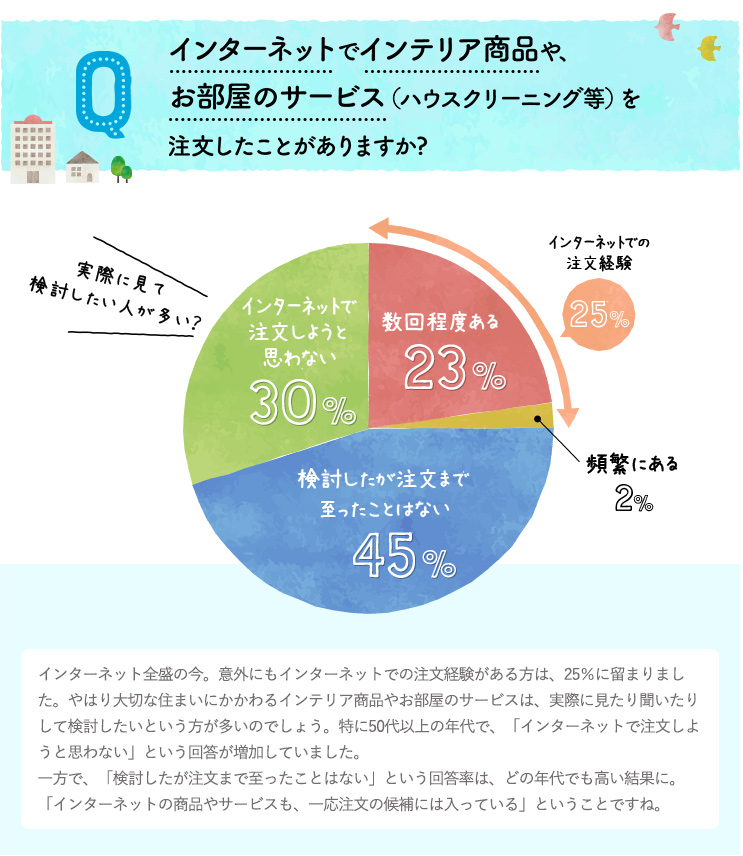 Q
インターネットでインテリア商品や、
お部屋のサービス（ハウスクリーニング等）を
注文したことがありますか?
実際に見て
検討したい人が多い?
インターネットでの
注文経験
25%
インターネットで
注文しようと
思わない
30%
数回程度ある
23%
頻繁にある
2%
検討したが注文まで
至ったことはない
45%
インターネット全盛の今。意外にもインターネットでの注文経験がある方は、25%に留まりまし
た。やはり大切な住まいにかかわるインテリア商品やお部屋のサービスは、実際に見たり聞いたり
して検討したいという方が多いのでしょう。特に50代以上の年代で、「インターネットで注文しよ
うと思わない」という回答が増加していました。
一方で、「検討したが注文まで至ったことはない」という回答率は、どの年代でも高い結果に。
「インターネットの商品やサービスも、一応注文の候補には入っている」ということですね。